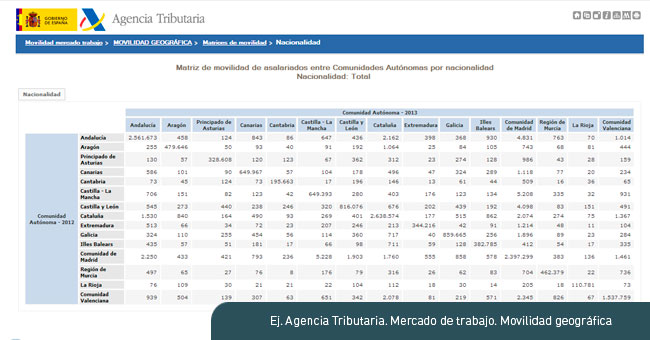 GOBIERNO DE ESPAÑA
Agencia Tributaria
Movilidad mercado trabajo > MOVILIDAD GEOGRÁFICA > Matrices de movilidad > Nacionalidad
Matriz de movilidad de asalariados entre Comunidades Autónomas por nacionalidad
Nacionalidad: Total
Nacionalidad
Comunidad Autónoma - 2013
Andalucía Aragón Principado de Asturias Canarias Cantabria Castilla - La Mancha Castilla y León Cataluña Extremadura Galicia Illes Balears Comunidad de Madrid Región de Murcia La Rioja Comunidad Valenciana
Comunidad Autónoma - 2012
Andalucía 2.561.673 458 124 843 86 647 436 2.162 398 368 930 4.831 763 70 1.014
Aragón 255 479.646 50 93 40 91 192 1.064 25 84 105 743 68 81 444
Principado de Asturias 130 57 328.608 120 123 67 362 312 23 274 128 986 43 28 159
Canarias 586 101 90 649.967 57 104 178 496 47 324 289 1.118 77 20 234
Cantabria 73 45 124 73 195.663 17 196 146 13 61 44 509 16 36 65
Castilla - La Mancha 706 151 82 123 42 649.393 280 403 176 123 134 5.208 335 32 931
Castilla y León 545 273 440 238 246 320 816.076 676 202 439 192 4.098 83 151 491
Cataluña 1.530 840 164 490 93 269 401 2.638.574 177 515 862 2.074 274 75 1.367
Extremadura 513 66 34 72 23 207 246 213 344.216 42 91 1.214 48 11 104
Galicia 324 110 255 454 56 114 360 717 40 859.665 256 1.896 89 23 284
Illes Balears 435 57 51 181 17 66 98 711 59 128 382.785 412 54 17 335
Comunidad de Madrid 2.250 433 421 793 236 5.228 1.903 1.760 555 858 578 2.397.299 383 136 1.461
Región de Murcia 497 65 27 76 8 176 79 316 26 62 83 704 462.379 22 736
La Rioja 76 109 30 21 21 22 104 112 18 30 14 205 18 110.781 73
Comunidad Valenciana 939 504 139 307 63 651 342 2.078 81 219 571 2.345 826 67 1.537.759
Ej. Agencia Tributaria. Mercado de trabajo. Movilidad geográfica